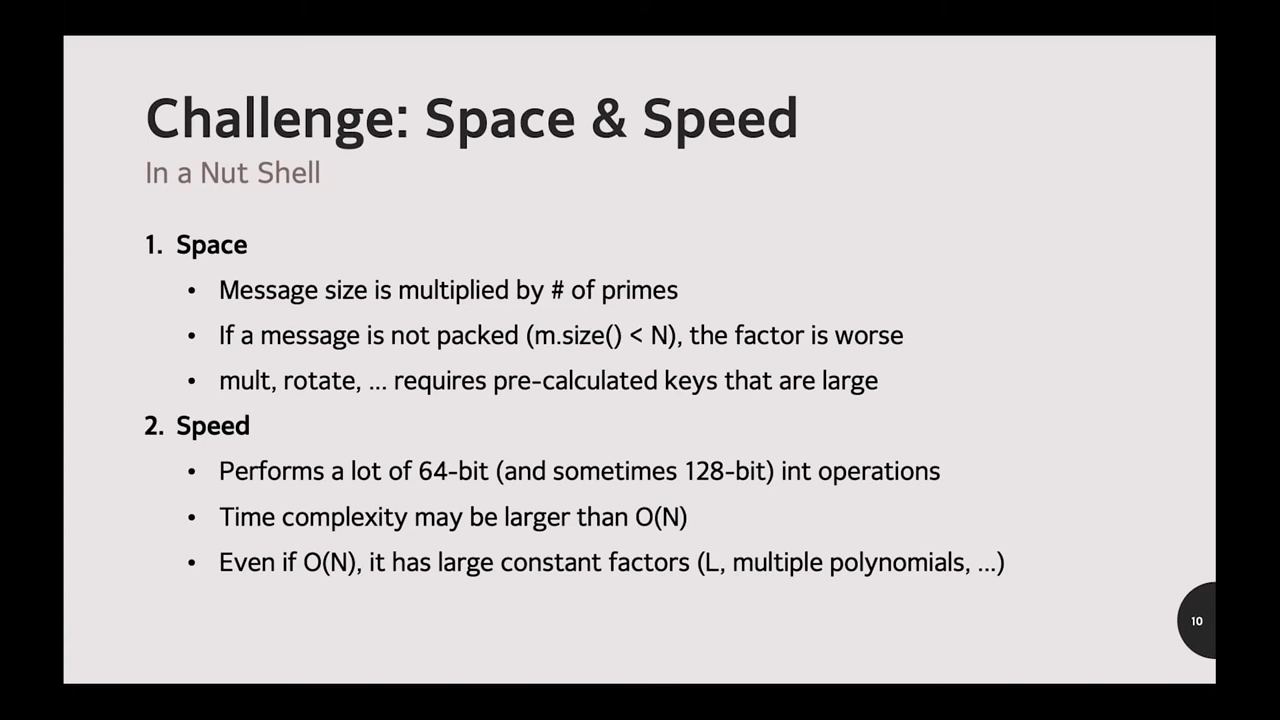 Challenge: Space & Speed
In a Nut Shell
1. Space
• Message size is multiplied by # of primes
• If a message is not packed (m.size() < N), the factor is worse
• mult, rotate, ... requires pre-calculated keys that are large
2. Speed
• Performs a lot of 64-bit (and sometimes 128-bit) int operations
• Time complexity may be larger than O(N)
• Even if O(N), it has large constant factors (L, multiple polynomials, ...)
10